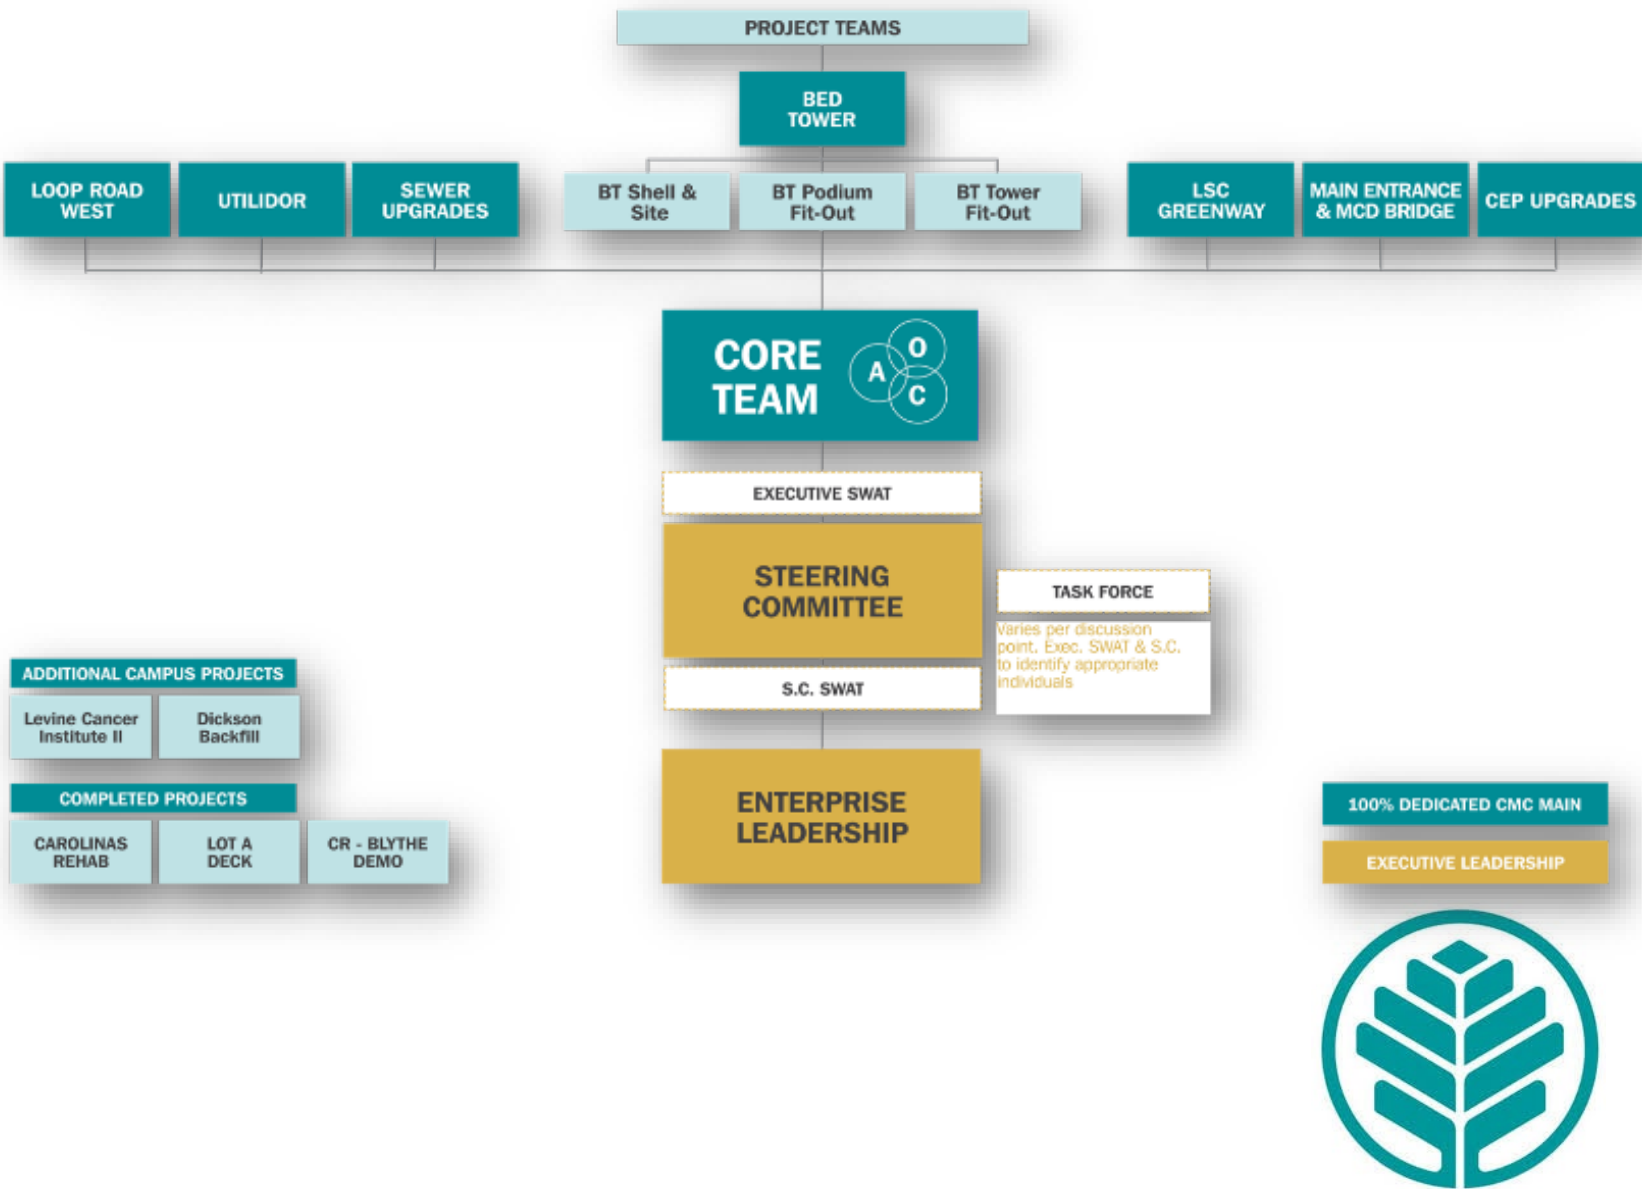 PROJECT TEAMS
BED
TOWER
LOOP ROAD
WEST
UTILIDOR
SEWER
UPGRADES
BT Shell &
Site
BT Podium
Fit-Out
BT Tower
Fit-Out
LSC
GREENWAY
MAIN ENTRANCE
& MCD BRIDGE
CEP UPGRADES
CORE
TEAM
A
O
C
EXECUTIVE SWAT
STEERING
COMMITTEE
TASK FORCE
Varies per discussion
point. Exec. SWAT & S.C.
to identify appropriate
individuals
S.C. SWAT
ENTERPRISE
LEADERSHIP
ADDITIONAL CAMPUS PROJECTS
Levine Cancer
Institute II
Dickson
Backfill
COMPLETED PROJECTS
CAROLINAS
REHAB
LOT A
DECK
CR - BLYTHE
DEMO
100% DEDICATED CMC MAIN
EXECUTIVE LEADERSHIP